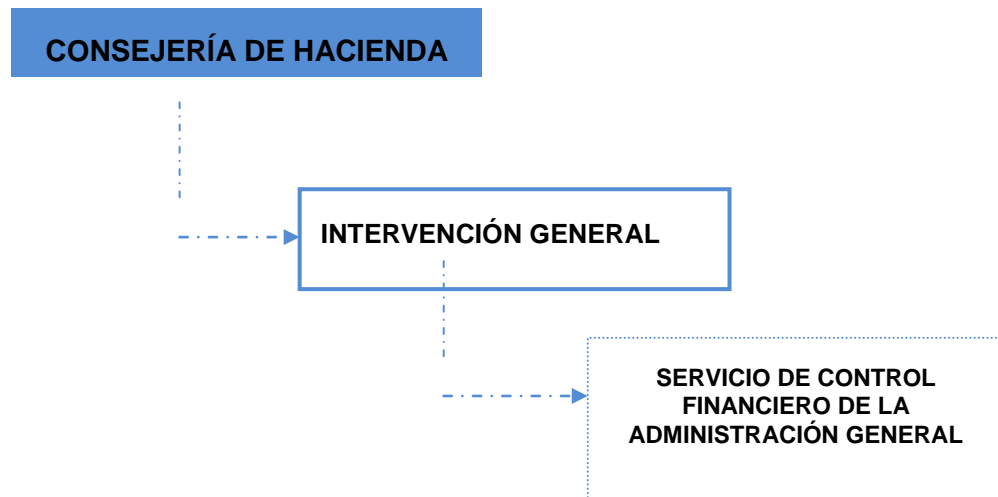 CONSEJERÍA DE HACIENDA
INTERVENCIÓN GENERAL
SERVICIO DE CONTROL
FINANCIERO DE LA
ADMINISTRACIÓN GENERAL